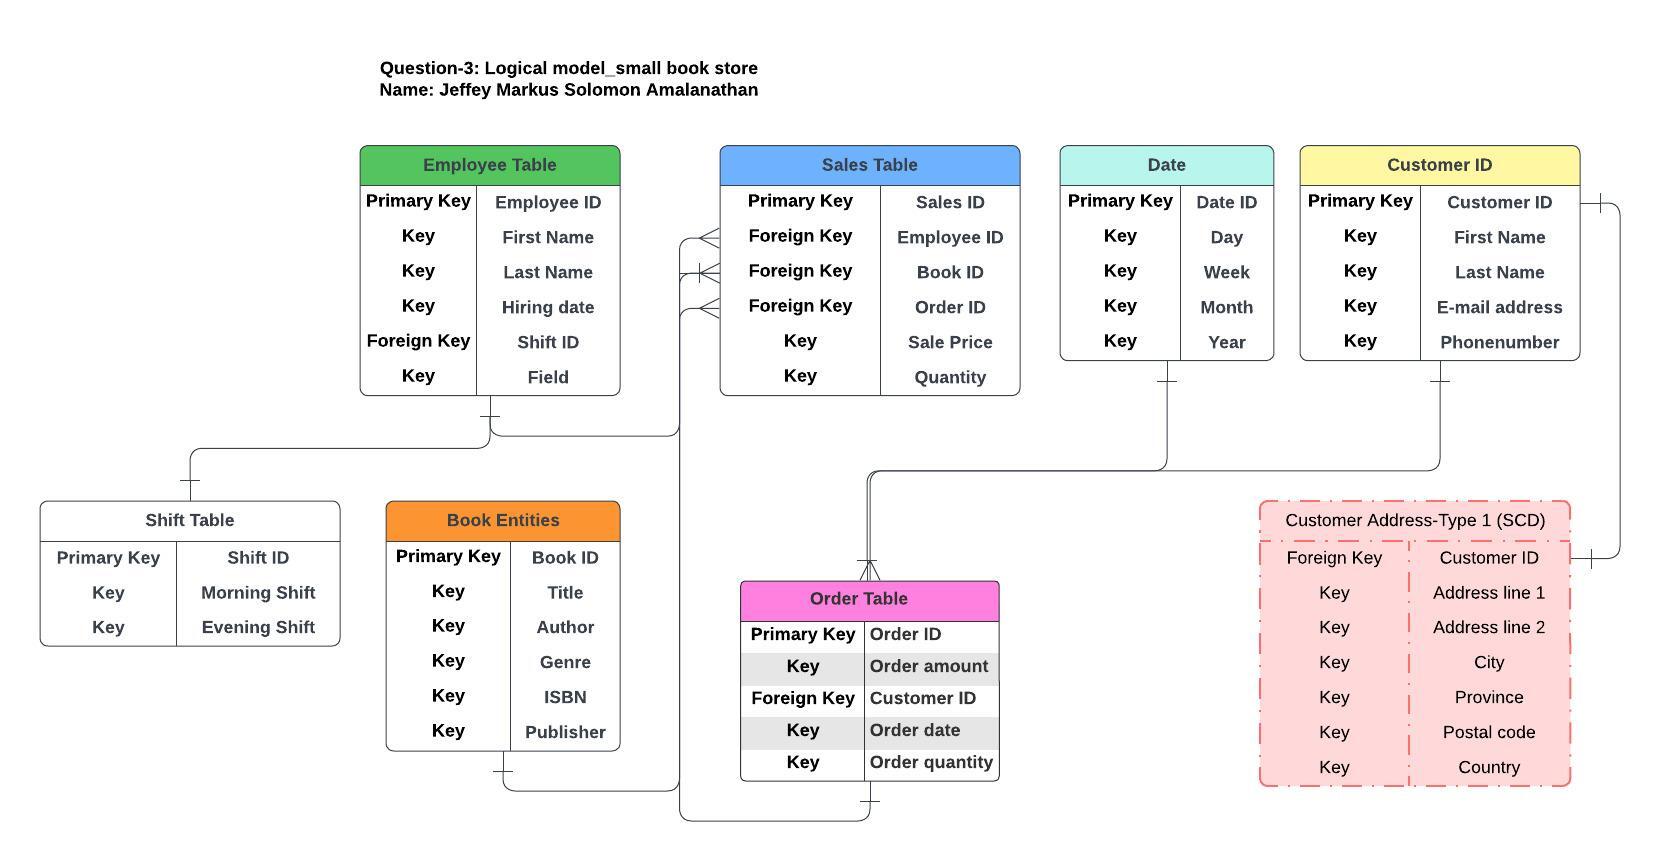 Question-3: Logical model_small book store
Name: Jeffey Markus Solomon Amalanathan
Employee Table
Primary Key Employee ID
Key First Name
Key Last Name
Key Hiring date
Foreign Key Shift ID
Key Field
Sales Table
Primary Key Sales ID
Foreign Key Employee ID
Foreign Key Book ID
Foreign Key Order ID
Key Sale Price
Key Quantity
Date
Primary Key Date ID
Key Day
Key Week
Key Month
Key Year
Customer ID
Primary Key Customer ID
Key First Name
Key Last Name
Key E-mail address
Key Phonenumber
Shift Table
Primary Key Shift ID
Key Morning Shift
Key Evening Shift
Book Entities
Primary Key Book ID
Key Title
Key Author
Key Genre
Key ISBN
Key Publisher
Order Table
Primary Key Order ID
Key Order amount
Foreign Key Customer ID
Key Order date
Key Order quantity
Customer Address-Type 1 (SCD)
Foreign Key Customer ID
Key Address line 1
Key Address line 2
Key City
Key Province
Key Postal code
Key Country